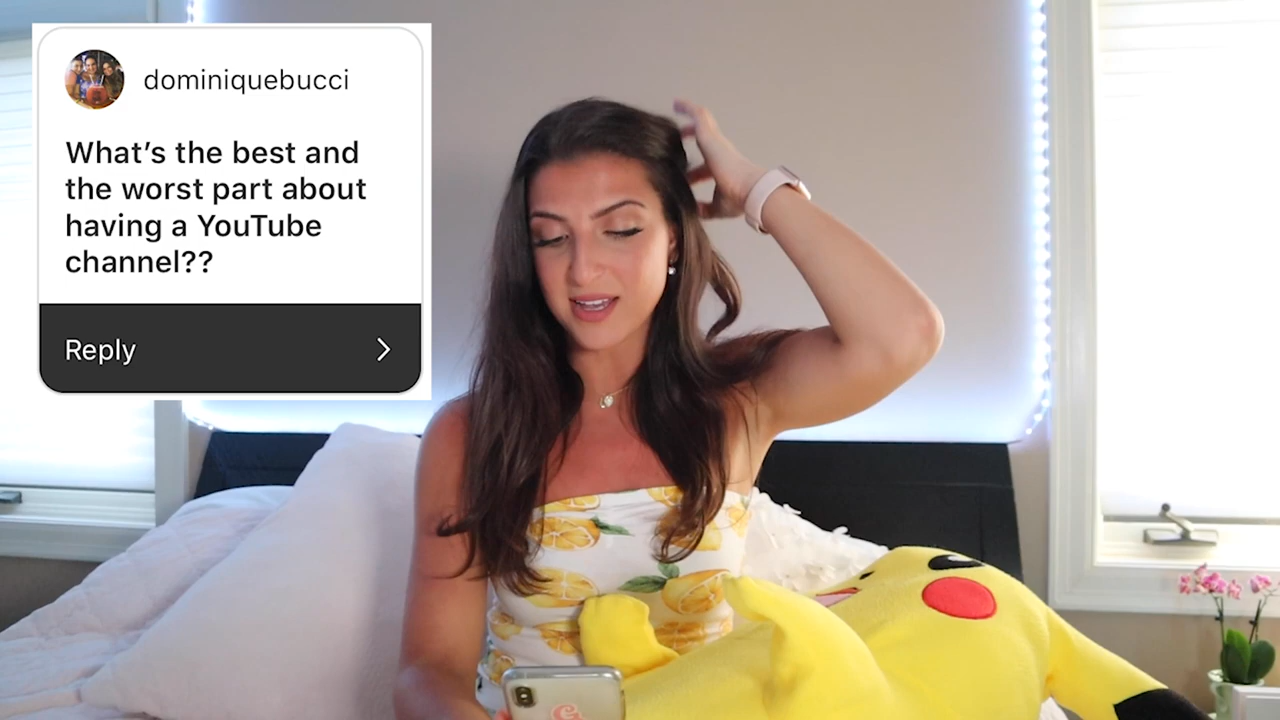 dominiquebucci
What's the best and
the worst part about
having a YouTube
channel??
Reply